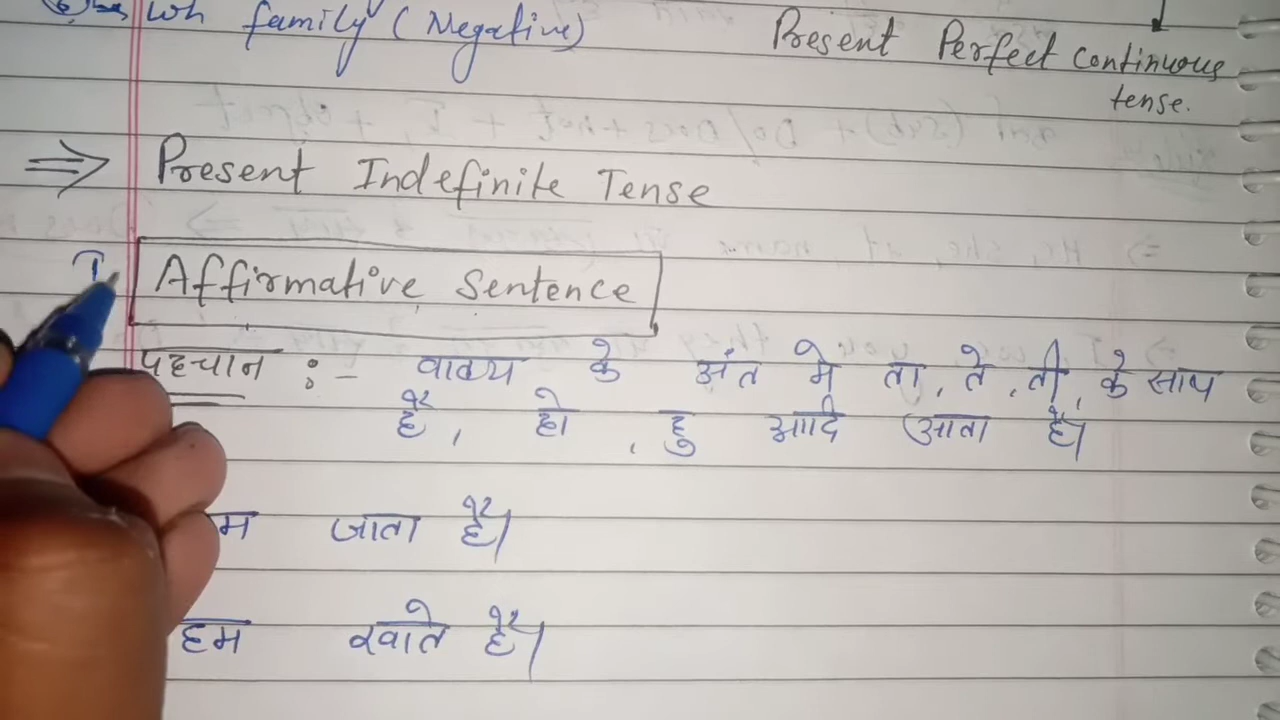 Wh family (Negative)
Present Perfect continuous
tense.
⇒ Present Indefinite Tense
Affirmative Sentence
पहचान :- वाक्य के अंत मे ता, ते, ती, के साथ
है, हो, हु आदि आता है।
म जाता है।
हम खाते है।